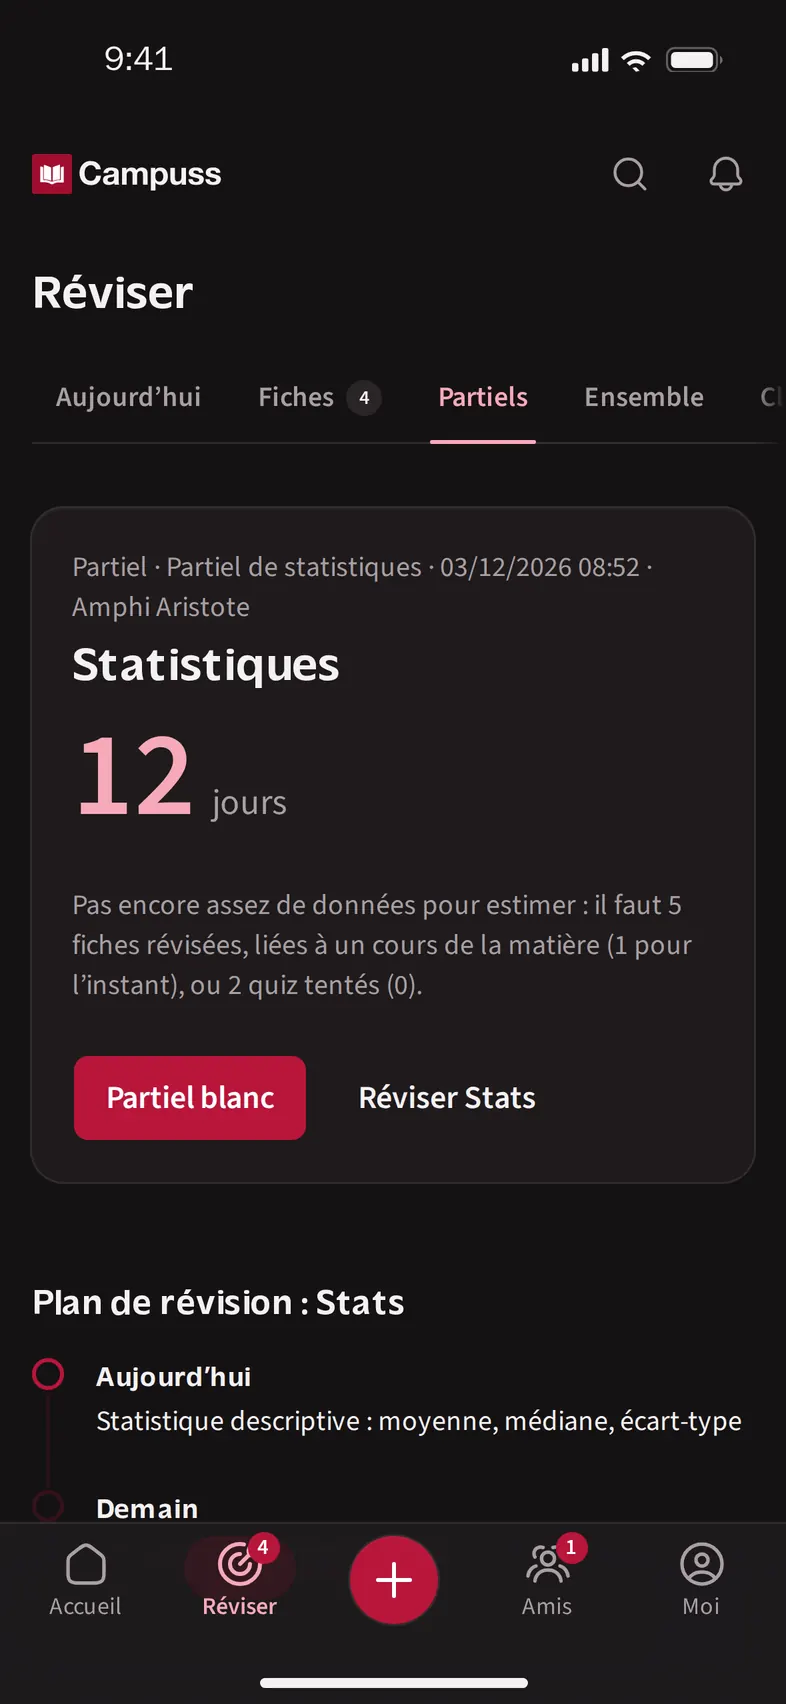 9:41
Campuss
Réviser
Aujourd’hui Fiches 4 Partiels Ensemble
Partiel · Partiel de statistiques · 03/12/2026 08:52 ·
Amphi Aristote
Statistiques
12 jours
Pas encore assez de données pour estimer : il faut 5
fiches révisées, liées à un cours de la matière (1 pour
l’instant), ou 2 quiz tentés (0).
Partiel blanc Réviser Stats
Plan de révision : Stats
Aujourd’hui
Statistique descriptive : moyenne, médiane, écart-type
Demain
4 1
Accueil Réviser Amis Moi